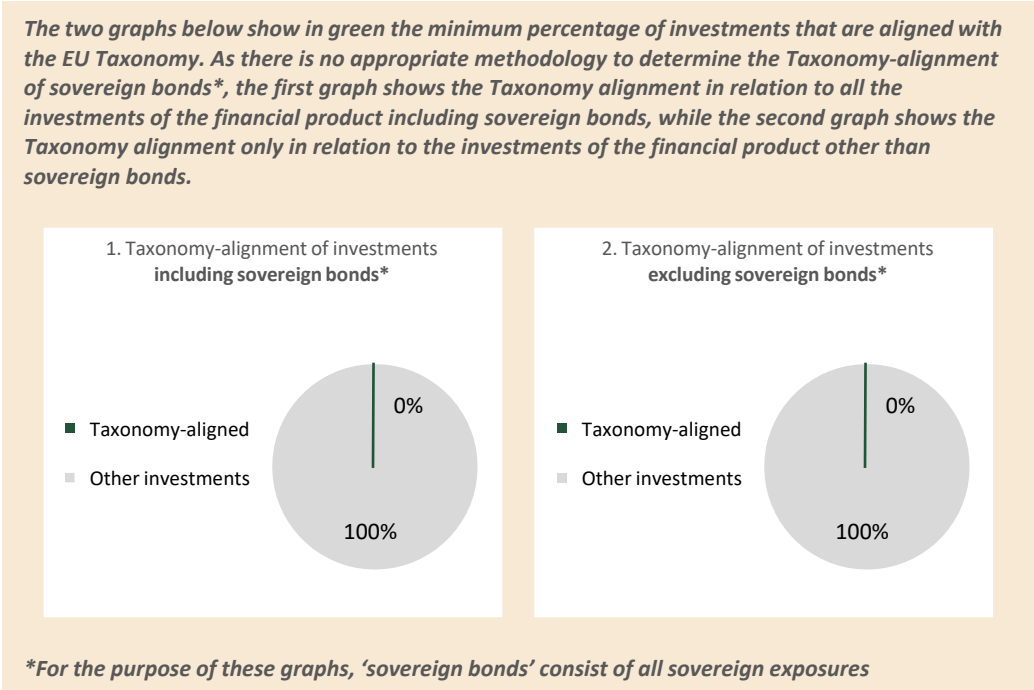 The two graphs below show in green the minimum percentage of investments that are aligned with
the EU Taxonomy. As there is no appropriate methodology to determine the Taxonomy-alignment
of sovereign bonds*, the first graph shows the Taxonomy alignment in relation to all the
investments of the financial product including sovereign bonds, while the second graph shows the
Taxonomy alignment only in relation to the investments of the financial product other than
sovereign bonds.
1. Taxonomy-alignment of investments
including sovereign bonds*
0%
Taxonomy-aligned
Other investments
100%
2. Taxonomy-alignment of investments
excluding sovereign bonds*
0%
Taxonomy-aligned
Other investments
100%
*For the purpose of these graphs, ‘sovereign bonds’ consist of all sovereign exposures